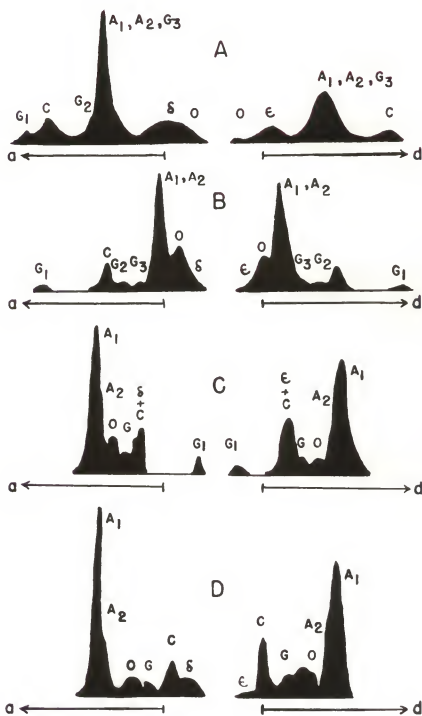 A₁, A₂, G₃
A
A₁, A₂, G₃
G₁ C G₂ δ O
O ϵ C
a d
A₁, A₂
B
A₁, A₂
C G₂ G₃ O δ
ϵ O G₃ G₂
G₁ G₁
a d
A₁ A₁
C
A₂ δ + C
ϵ + C A₂
O G G O
G₁ G₁
a d
A₁ A₁
D
A₂ O G C δ
ϵ C G O A₂
a d